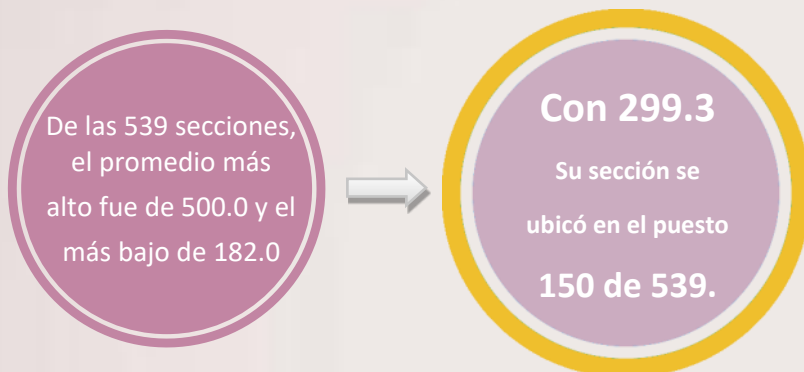 De las 539 secciones,
el promedio más
alto fue de 500.0 y el
más bajo de 182.0
Con 299.3
Su sección se
ubicó en el puesto
150 de 539.